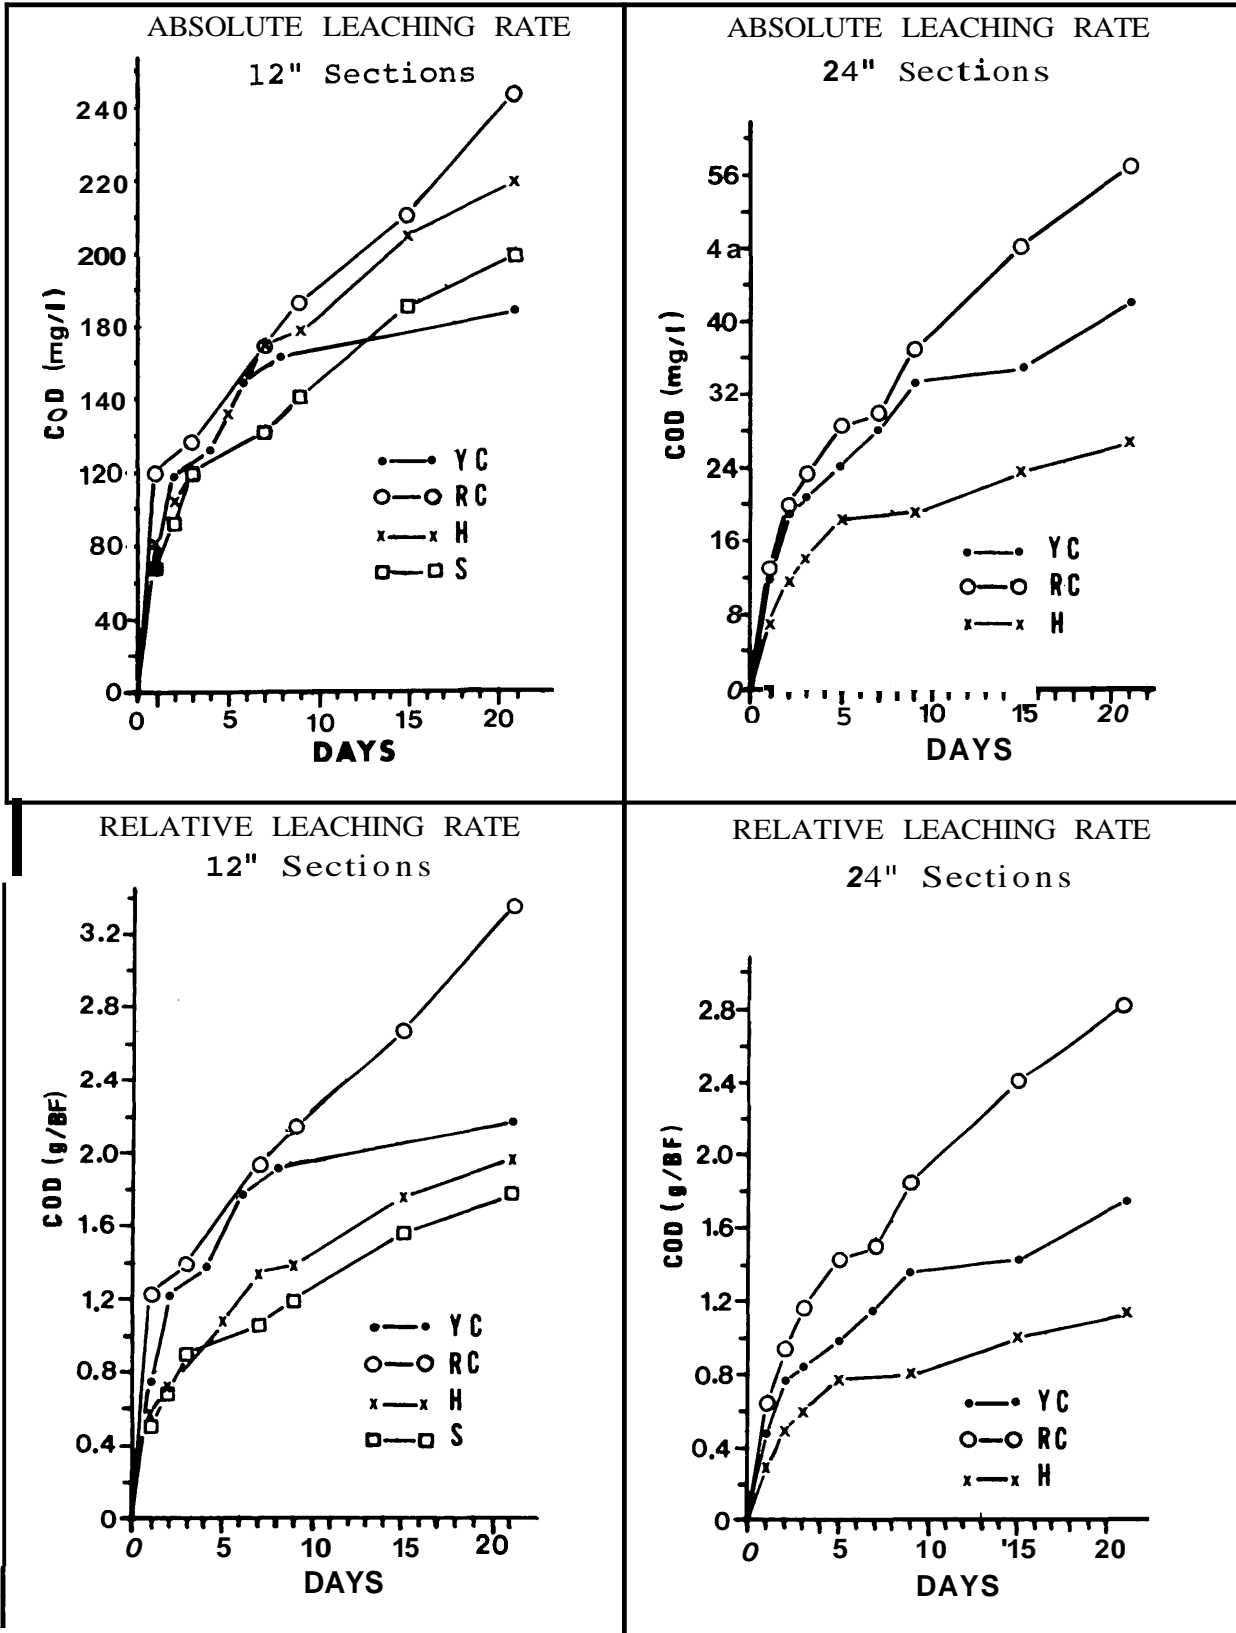 ABSOLUTE LEACHING RATE
12" Sections
240
220
200
180
140
120
80
40
0
COD (mg/l)
YC
RC
H
S
0 5 10 15 20
DAYS
ABSOLUTE LEACHING RATE
24" Sections
56
4a
40
32
24
16
8
0
COD (mg/l)
YC
RC
H
0 5 10 15 20
DAYS
RELATIVE LEACHING RATE
12" Sections
3.2
2.8
2.4
2.0
1.6
1.2
0.8
0.4
0
COD (g/BF)
YC
RC
H
S
0 5 10 15 20
DAYS
RELATIVE LEACHING RATE
24" Sections
2.8
2.4
2.0
1.6
1.2
0.8
0.4
0
COD (g/BF)
YC
RC
H
0 5 10 15 20
DAYS